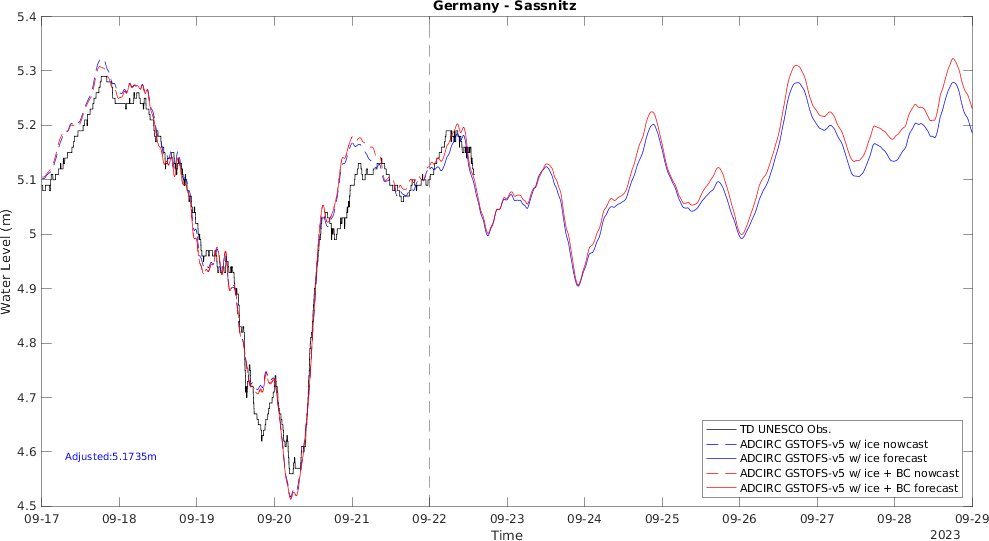 Germany - Sassnitz
Water Level (m)
5.4
5.3
5.2
5.1
5
4.9
4.8
4.7
4.6
4.5
Adjusted:5.1735m
TD UNESCO Obs.
ADCIRC GSTOFS-v5 w/ ice nowcast
ADCIRC GSTOFS-v5 w/ ice forecast
ADCIRC GSTOFS-v5 w/ ice + BC nowcast
ADCIRC GSTOFS-v5 w/ ice + BC forecast
09-17 09-18 09-19 09-20 09-21 09-22 09-23 09-24 09-25 09-26 09-27 09-28 09-29
Time
2023